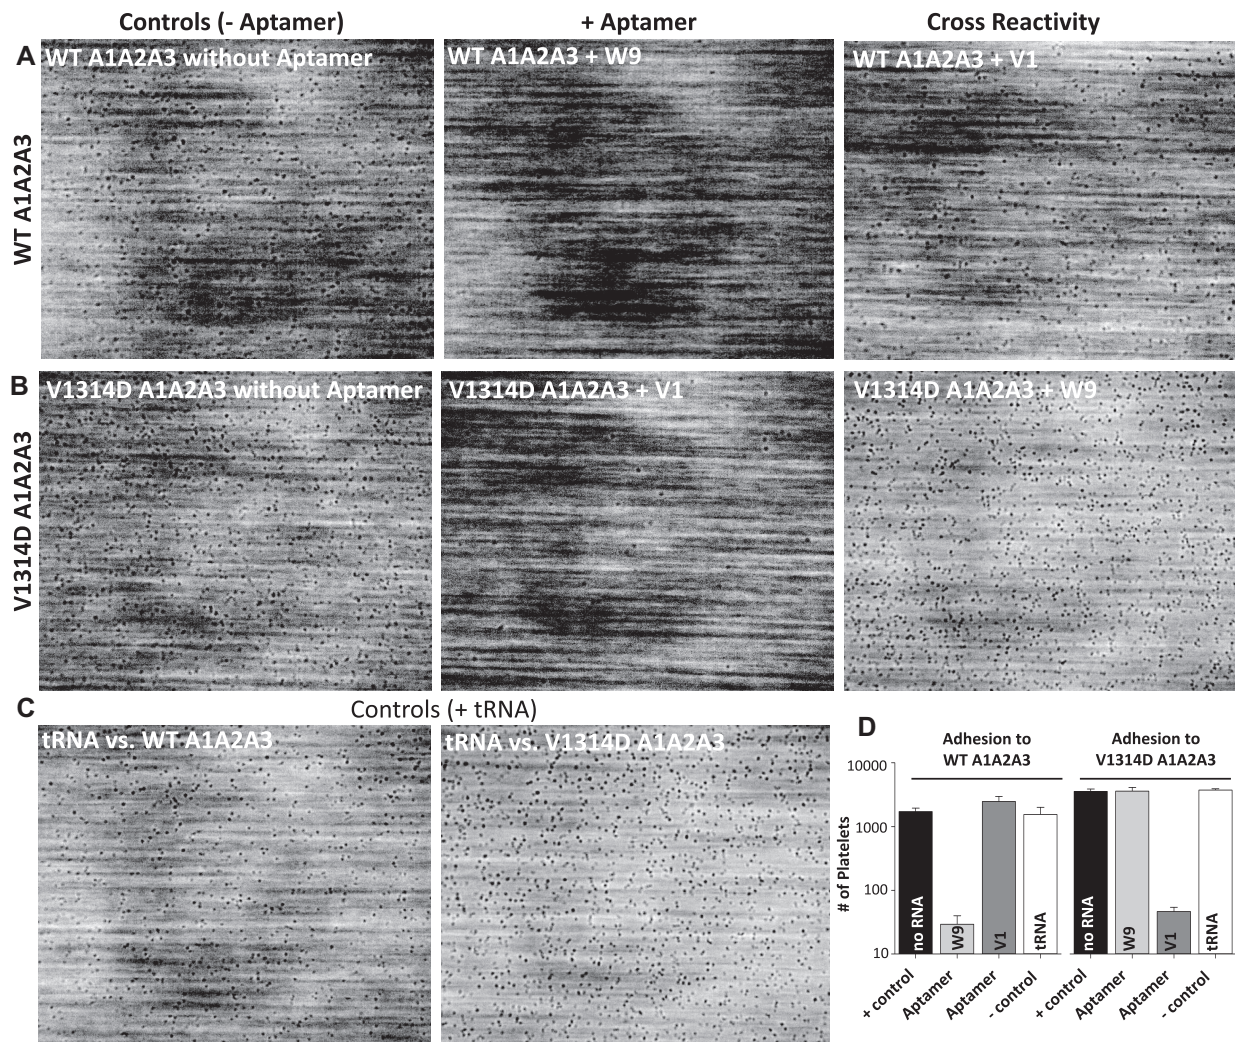 Controls (- Aptamer)
+ Aptamer
Cross Reactivity
A
WT A1A2A3
WT A1A2A3 without Aptamer
WT A1A2A3 + W9
WT A1A2A3 + V1
B
V1314D A1A2A3
V1314D A1A2A3 without Aptamer
V1314D A1A2A3 + V1
V1314D A1A2A3 + W9
C
Controls (+ tRNA)
tRNA vs. WT A1A2A3
tRNA vs. V1314D A1A2A3
D
Adhesion to
WT A1A2A3
Adhesion to
V1314D A1A2A3
# of Platelets
10000
1000
100
10
no RNA
W9
V1
tRNA
no RNA
W9
V1
tRNA
+ control
Aptamer
Aptamer
- control
+ control
Aptamer
Aptamer
- control